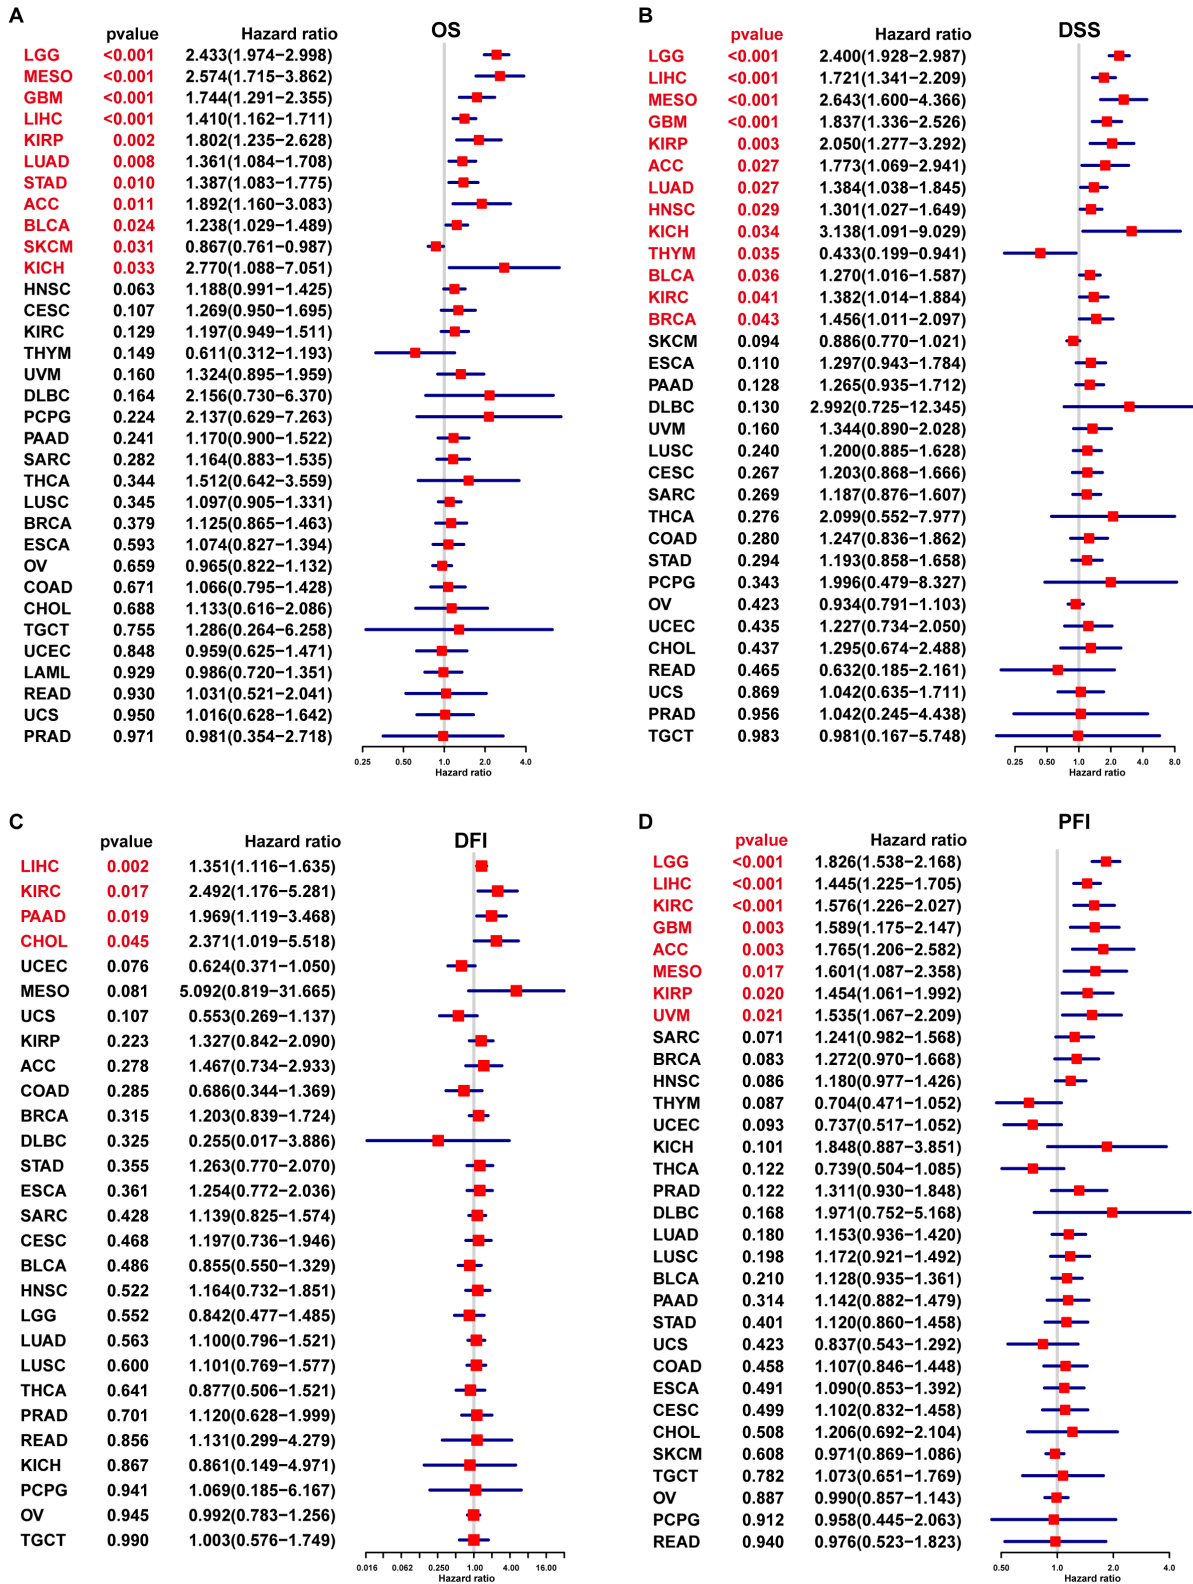 A
OS
pvalue Hazard ratio
LGG <0.001 2.433(1.974−2.998)
MESO <0.001 2.574(1.715−3.862)
GBM <0.001 1.744(1.291−2.355)
LIHC <0.001 1.410(1.162−1.711)
KIRP 0.002 1.802(1.235−2.628)
LUAD 0.008 1.361(1.084−1.708)
STAD 0.010 1.387(1.083−1.775)
ACC 0.011 1.892(1.160−3.083)
BLCA 0.024 1.238(1.029−1.489)
SKCM 0.031 0.867(0.761−0.987)
KICH 0.033 2.770(1.088−7.051)
HNSC 0.063 1.188(0.991−1.425)
CESC 0.107 1.269(0.950−1.695)
KIRC 0.129 1.197(0.949−1.511)
THYM 0.149 0.611(0.312−1.193)
UVM 0.160 1.324(0.895−1.959)
DLBC 0.164 2.156(0.730−6.370)
PCPG 0.224 2.137(0.629−7.263)
PAAD 0.241 1.170(0.900−1.522)
SARC 0.282 1.164(0.883−1.535)
THCA 0.344 1.512(0.642−3.559)
LUSC 0.345 1.097(0.905−1.331)
BRCA 0.379 1.125(0.865−1.463)
ESCA 0.593 1.074(0.827−1.394)
OV 0.659 0.965(0.822−1.132)
COAD 0.671 1.066(0.795−1.428)
CHOL 0.688 1.133(0.616−2.086)
TGCT 0.755 1.286(0.264−6.258)
UCEC 0.848 0.959(0.625−1.471)
LAML 0.929 0.986(0.720−1.351)
READ 0.930 1.031(0.521−2.041)
UCS 0.950 1.016(0.628−1.642)
PRAD 0.971 0.981(0.354−2.718)
0.25 0.50 1.0 2.0 4.0
Hazard ratio
B
DSS
pvalue Hazard ratio
LGG <0.001 2.400(1.928−2.987)
LIHC <0.001 1.721(1.341−2.209)
MESO <0.001 2.643(1.600−4.366)
GBM <0.001 1.837(1.336−2.526)
KIRP 0.003 2.050(1.277−3.292)
ACC 0.027 1.773(1.069−2.941)
LUAD 0.027 1.384(1.038−1.845)
HNSC 0.029 1.301(1.027−1.649)
KICH 0.034 3.138(1.091−9.029)
THYM 0.035 0.433(0.199−0.941)
BLCA 0.036 1.270(1.016−1.587)
KIRC 0.041 1.382(1.014−1.884)
BRCA 0.043 1.456(1.011−2.097)
SKCM 0.094 0.886(0.770−1.021)
ESCA 0.110 1.297(0.943−1.784)
PAAD 0.128 1.265(0.935−1.712)
DLBC 0.130 2.992(0.725−12.345)
UVM 0.160 1.344(0.890−2.028)
LUSC 0.240 1.200(0.885−1.628)
CESC 0.267 1.203(0.868−1.666)
SARC 0.269 1.187(0.876−1.607)
THCA 0.276 2.099(0.552−7.977)
COAD 0.280 1.247(0.836−1.862)
STAD 0.294 1.193(0.858−1.658)
PCPG 0.343 1.996(0.479−8.327)
OV 0.423 0.934(0.791−1.103)
UCEC 0.435 1.227(0.734−2.050)
CHOL 0.437 1.295(0.674−2.488)
READ 0.465 0.632(0.185−2.161)
UCS 0.869 1.042(0.635−1.711)
PRAD 0.956 1.042(0.245−4.438)
TGCT 0.983 0.981(0.167−5.748)
0.25 0.50 1.0 2.0 4.0 8.0
Hazard ratio
C
DFI
pvalue Hazard ratio
LIHC 0.002 1.351(1.116−1.635)
KIRC 0.017 2.492(1.176−5.281)
PAAD 0.019 1.969(1.119−3.468)
CHOL 0.045 2.371(1.019−5.518)
UCEC 0.076 0.624(0.371−1.050)
MESO 0.081 5.092(0.819−31.665)
UCS 0.107 0.553(0.269−1.137)
KIRP 0.223 1.327(0.842−2.090)
ACC 0.278 1.467(0.734−2.933)
COAD 0.285 0.686(0.344−1.369)
BRCA 0.315 1.203(0.839−1.724)
DLBC 0.325 0.255(0.017−3.886)
STAD 0.355 1.263(0.770−2.070)
ESCA 0.361 1.254(0.772−2.036)
SARC 0.428 1.139(0.825−1.574)
CESC 0.468 1.197(0.736−1.946)
BLCA 0.486 0.855(0.550−1.329)
HNSC 0.522 1.164(0.732−1.851)
LGG 0.552 0.842(0.477−1.485)
LUAD 0.563 1.100(0.796−1.521)
LUSC 0.600 1.101(0.769−1.577)
THCA 0.641 0.877(0.506−1.521)
PRAD 0.701 1.120(0.628−1.999)
READ 0.856 1.131(0.299−4.279)
KICH 0.867 0.861(0.149−4.971)
PCPG 0.941 1.069(0.185−6.167)
OV 0.945 0.992(0.783−1.256)
TGCT 0.990 1.003(0.576−1.749)
0.016 0.062 0.250 1.00 4.00 16.00
Hazard ratio
D
PFI
pvalue Hazard ratio
LGG <0.001 1.826(1.538−2.168)
LIHC <0.001 1.445(1.225−1.705)
KIRC <0.001 1.576(1.226−2.027)
GBM 0.003 1.589(1.175−2.147)
ACC 0.003 1.765(1.206−2.582)
MESO 0.017 1.601(1.087−2.358)
KIRP 0.020 1.454(1.061−1.992)
UVM 0.021 1.535(1.067−2.209)
SARC 0.071 1.241(0.982−1.568)
BRCA 0.083 1.272(0.970−1.668)
HNSC 0.086 1.180(0.977−1.426)
THYM 0.087 0.704(0.471−1.052)
UCEC 0.093 0.737(0.517−1.052)
KICH 0.101 1.848(0.887−3.851)
THCA 0.122 0.739(0.504−1.085)
PRAD 0.122 1.311(0.930−1.848)
DLBC 0.168 1.971(0.752−5.168)
LUAD 0.180 1.153(0.936−1.420)
LUSC 0.198 1.172(0.921−1.492)
BLCA 0.210 1.128(0.935−1.361)
PAAD 0.314 1.142(0.882−1.479)
STAD 0.401 1.120(0.860−1.458)
UCS 0.423 0.837(0.543−1.292)
COAD 0.458 1.107(0.846−1.448)
ESCA 0.491 1.090(0.853−1.392)
CESC 0.499 1.102(0.832−1.458)
CHOL 0.508 1.206(0.692−2.104)
SKCM 0.608 0.971(0.869−1.086)
TGCT 0.782 1.073(0.651−1.769)
OV 0.887 0.990(0.857−1.143)
PCPG 0.912 0.958(0.445−2.063)
READ 0.940 0.976(0.523−1.823)
0.50 1.0 2.0 4.0
Hazard ratio